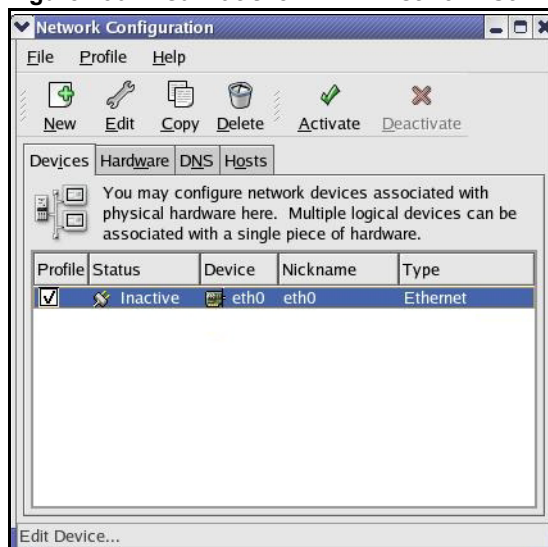 Network Configuration
File Profile Help
New Edit Copy Delete Activate Deactivate
Devices Hardware DNS Hosts
You may configure network devices associated with
physical hardware here. Multiple logical devices can be
associated with a single piece of hardware.
Profile Status Device Nickname Type
Inactive eth0 eth0 Ethernet
Edit Device...